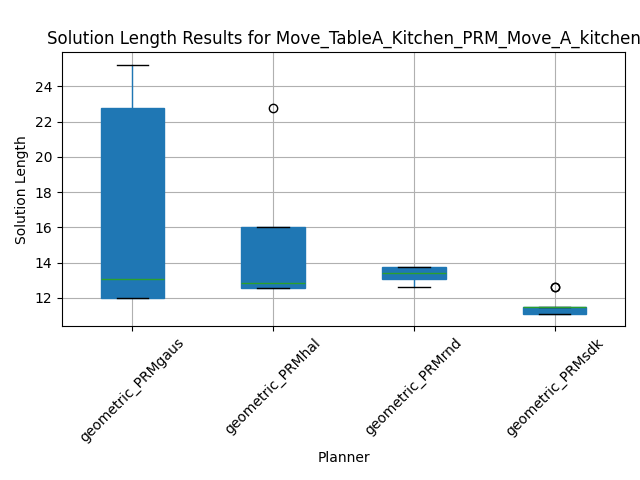 Solution Length Results for Move_TableA_Kitchen_PRM_Move_A_kitchen
24
22
20
18
16
14
12
Solution Length
geometric_PRMgaus
geometric_PRMhal
geometric_PRMrnd
geometric_PRMsdk
Planner